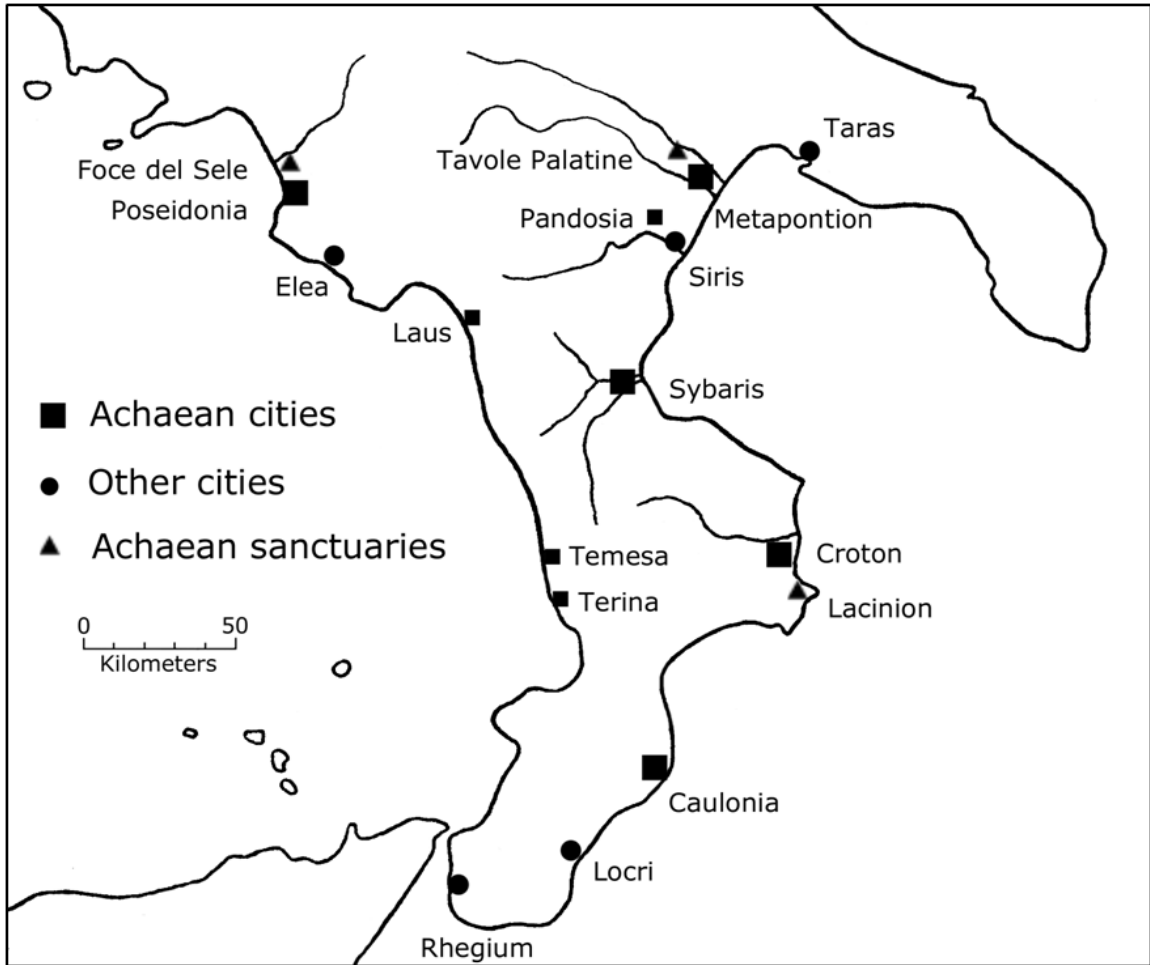 Taras
Foce del Sele
Tavole Palatine
Poseidonia
Pandosia
Metapontion
Elea
Siris
Laus
Sybaris
Achaean cities
Other cities
Achaean sanctuaries
Temesa
Croton
Terina
Lacinion
0 50
Kilometers
Caulonia
Locri
Rhegium